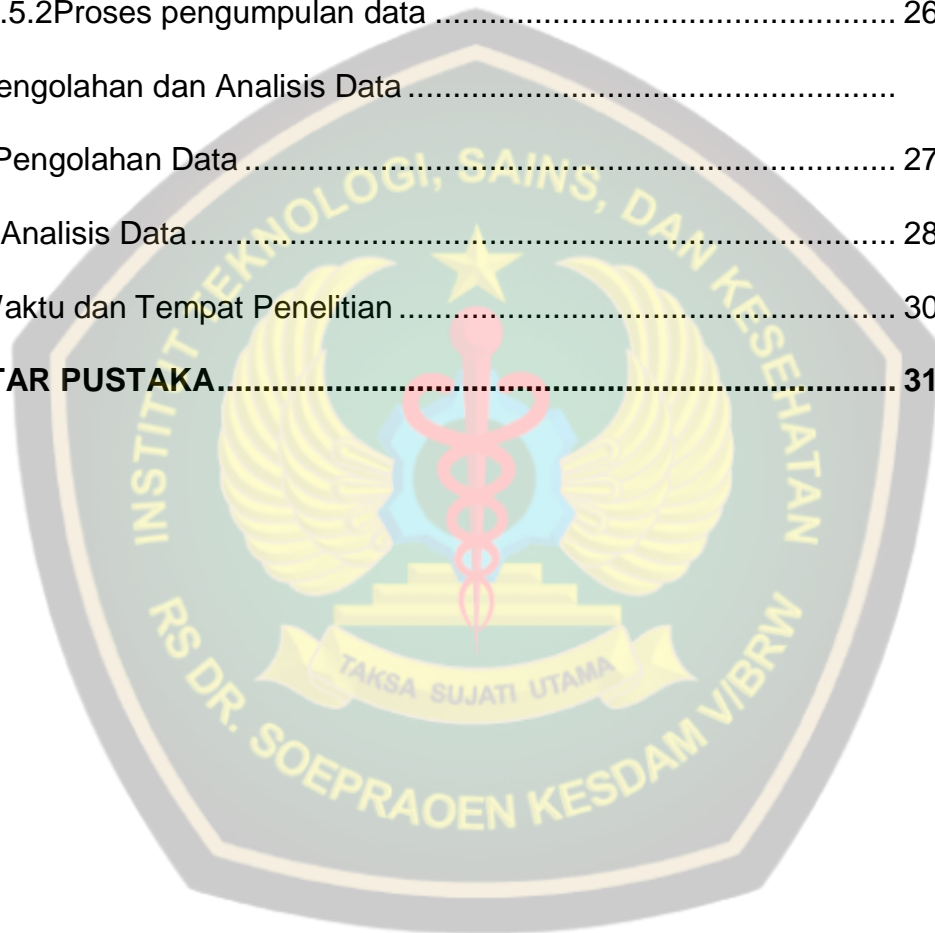 .5.2Proses pengumpulan data ........................................................ 26
engolahan dan Analisis Data ...........................................................
Pengolahan Data ............................................................................... 27
Analisis Data...................................................................................... 28
Waktu dan Tempat Penelitian ............................................................ 30
TAR PUSTAKA.................................................................................. 31
INSTITUT TEKNOLOGI, SAINS, DAN KESEHATAN
TAKSA SUJATI UTAMA
RS DR. SOEPRAOEN KESDAM V/BRW